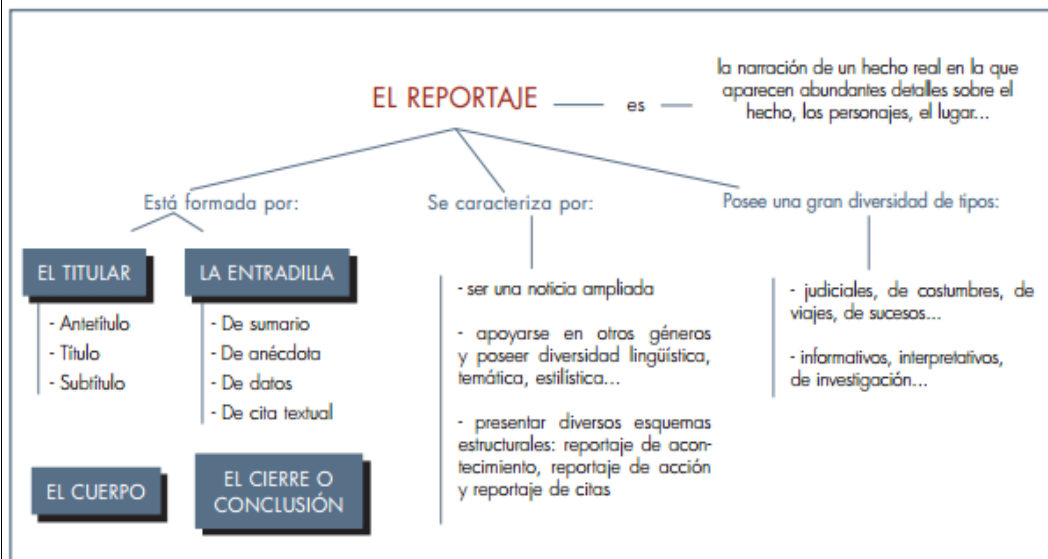 EL REPORTAJE
es
la narración de un hecho real en la que
aparecen abundantes detalles sobre el
hecho, los personajes, el lugar...
Está formada por:
EL TITULAR
- Antetítulo
- Título
- Subtítulo
LA ENTRADILLA
- De sumario
- De anécdota
- De datos
- De cita textual
EL CUERPO
EL CIERRE O
CONCLUSIÓN
Se caracteriza por:
- ser una noticia ampliada
- apoyarse en otros géneros
y poseer diversidad lingüística,
temática, estilística...
- presentar diversos esquemas
estructurales: reportaje de acon-
tecimiento, reportaje de acción
y reportaje de citas
Posee una gran diversidad de tipos:
- judiciales, de costumbres, de
viajes, de sucesos...
- informativos, interpretativos,
de investigación...